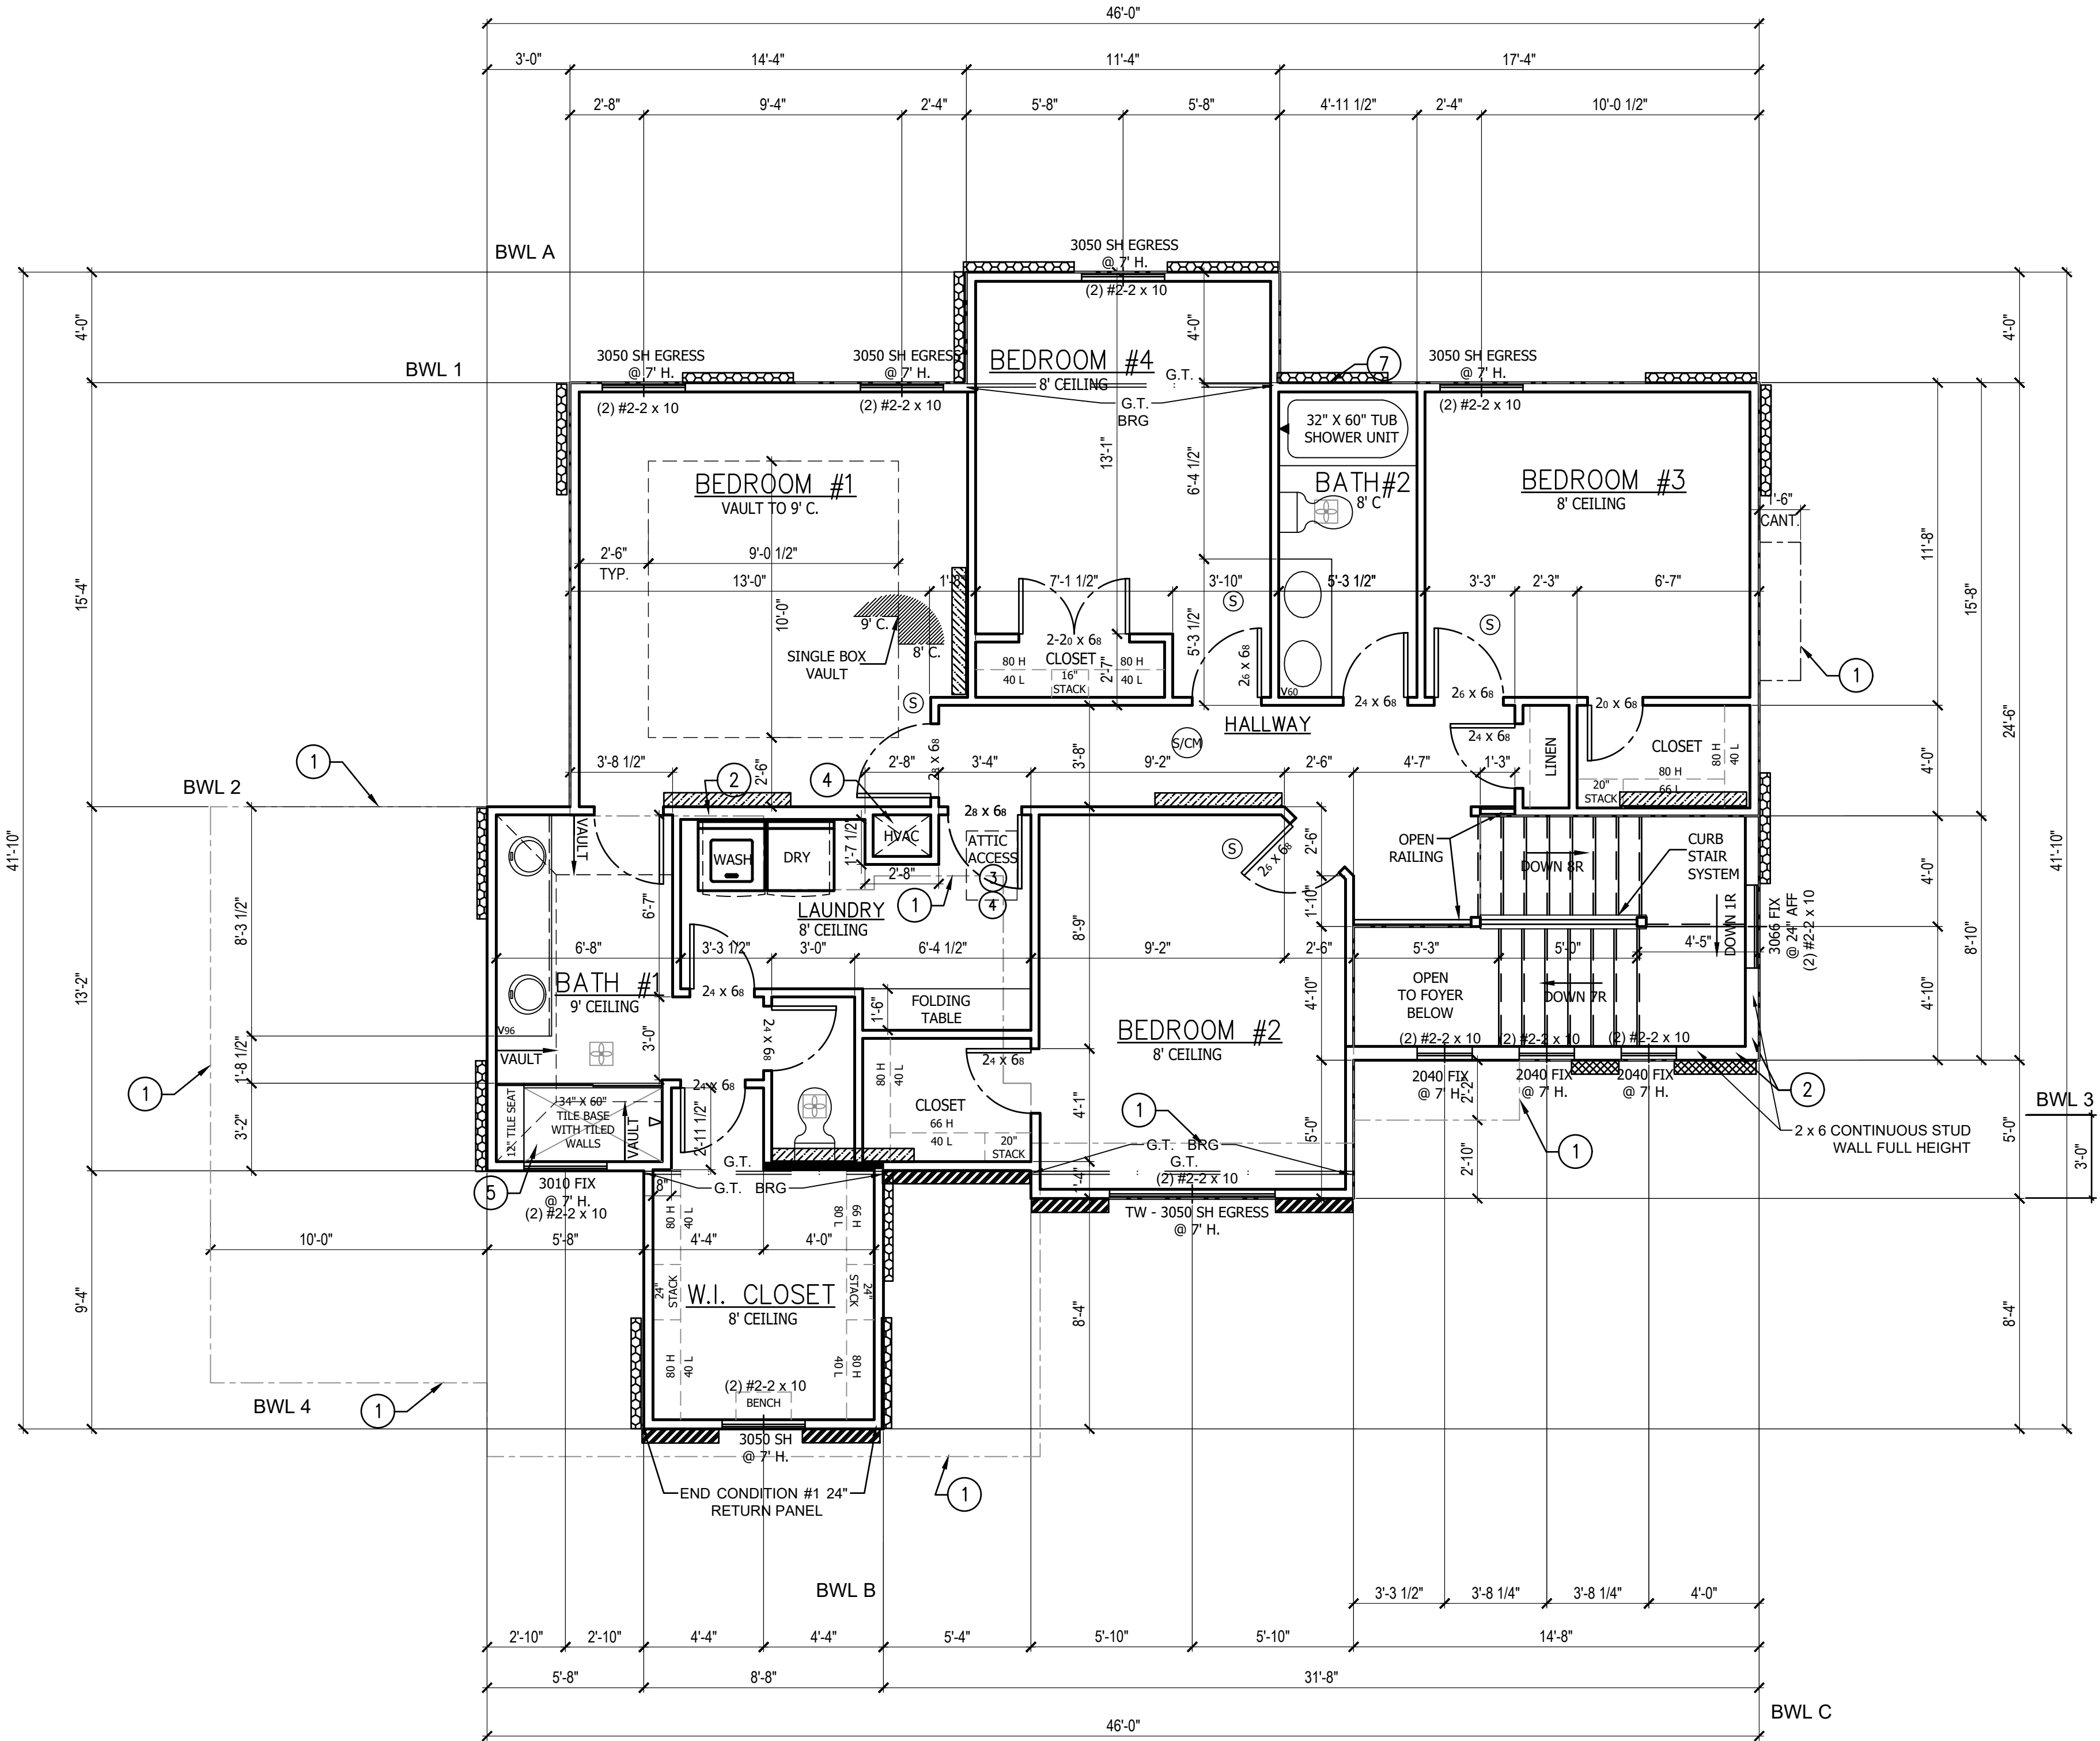 46'-0"
3'-0" 14'-4" 11'-4" 17'-4"
2'-8" 9'-4" 2'-4" 5'-8" 5'-8" 4'-11 1/2" 2'-4" 10'-0 1/2"
BWL A
3050 SH EGRESS
@ 7' H.
(2) #2-2 x 10
4'-0" 4'-0" 4'-0"
BWL 1
3050 SH EGRESS
@ 7' H.
(2) #2-2 x 10
3050 SH EGRESS
@ 7' H.
(2) #2-2 x 10
BEDROOM #4
8' CEILING
G.T.
G.T.
BRG
7
3050 SH EGRESS
@ 7' H.
(2) #2-2 x 10
32" X 60" TUB
SHOWER UNIT
13'-1"
6'-4 1/2"
BEDROOM #1
VAULT TO 9' C.
BATH#2
8' C
BEDROOM #3
8' CEILING
CANT.
11'-8"
2'-6"
TYP.
9'-0 1/2"
15'-4"
15'-8"
13'-0" 7'-1 1/2" 3'-10" 5'-3 1/2" 3'-3" 2'-3" 6'-7"
10'-0"
9' C.
8' C.
SINGLE BOX
VAULT
S
S
5'-3 1/2"
2-20 x 68
CLOSET
80 H
40 L
16"
STACK
80 H
40 L
2'-7"
26 x 68
V60
1
24'-6"
S
24 x 68
26 x 68
20 x 68
HALLWAY
S/CM
24 x 68
LINEN
CLOSET
80 H
40 L
80 H
66 L
20"
STACK
4'-0"
1
BWL 2
3'-8 1/2"
2
2'-6"
4
2'-8"
28 x 68
3'-4"
3'-8"
9'-2" 2'-6" 4'-7" 1'-3"
28 x 68
41'-10"
41'-10"
VAULT
WASH
DRY
HVAC
1'-7 1/2"
2'-8"
ATTIC
ACCESS
3
4
1
S
26 x 68
2'-6"
OPEN
RAILING
DOWN 8R
CURB
STAIR
SYSTEM
4'-0"
LAUNDRY
8' CEILING
6'-7"
8'-3 1/2"
8'-9"
1'-10"
DOWN 1R
3066 FIX
@ 24" AFF
(2) #2-2 x 10
8'-10"
6'-8" 3'-3 1/2" 3'-0" 6'-4 1/2" 9'-2" 2'-6" 5'-3" 5'-0" 4'-5"
13'-2"
BATH #1
9' CEILING
24 x 68
FOLDING
TABLE
1'-6"
4'-10"
OPEN
TO FOYER
BELOW
DOWN 7R
4'-10"
V96
VAULT
3'-0"
24 x 68
BEDROOM #2
8' CEILING
(2) #2-2 x 10
(2) #2-2 x 10
(2) #2-2 x 10
1
1'-8 1/2"
24 x 68
24 x 68
80 H
40 L
2040 FIX
@ 7' H.
2040 FIX
@ 7' H.
2040 FIX
@ 7' H.
2'-2"
2
BWL 3
12" TILE SEAT
34" X 60"
TILE BASE
WITH TILED
WALLS
VAULT
2'-11 1/2"
CLOSET
66 H
40 L
20"
STACK
4'-1"
1
5'-0"
1
2 x 6 CONTINUOUS STUD
WALL FULL HEIGHT
3'-2"
5'-0"
3'-0"
2'-10"
G.T.
G.T. BRG
G.T. BRG
G.T.
(2) #2-2 x 10
5
3010 FIX
@ 7' H.
(2) #2-2 x 10
8"
80 H
40 L
66 H
80 L
TW - 3050 SH EGRESS
@ 7' H.
10'-0" 5'-8" 4'-4" 4'-0"
9'-4"
24"
STACK
24"
STACK
W.I. CLOSET
8' CEILING
8'-4"
8'-4"
80 H
40 L
80 H
40 L
(2) #2-2 x 10
BENCH
BWL 4
1
3050 SH
@ 7' H.
END CONDITION #1 24"
RETURN PANEL
1
BWL B
3'-3 1/2" 3'-8 1/4" 3'-8 1/4" 4'-0"
2'-10" 2'-10" 4'-4" 4'-4" 5'-4" 5'-10" 5'-10" 14'-8"
5'-8" 8'-8" 31'-8"
BWL C
46'-0"